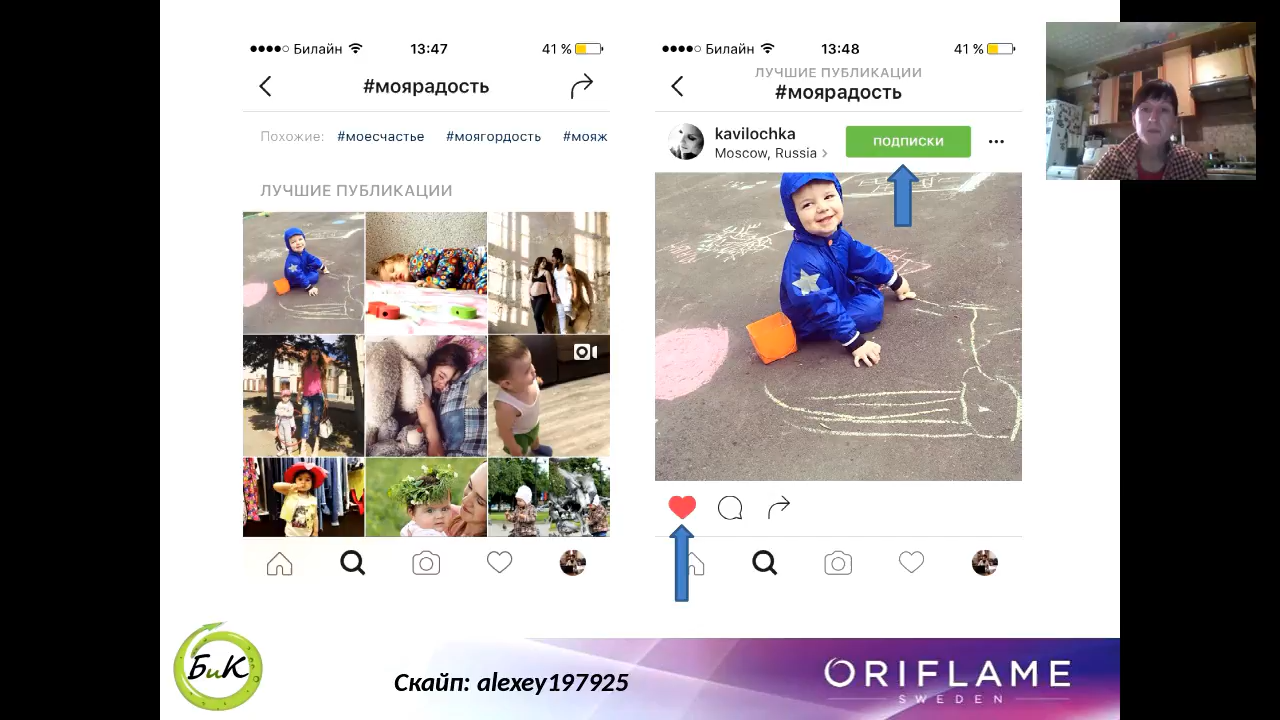 Билайн 13:47 41 %
#моярадость
Похожие: #моесчастье #моягордость #мояж
ЛУЧШИЕ ПУБЛИКАЦИИ
Билайн 13:48 41 %
ЛУЧШИЕ ПУБЛИКАЦИИ
#моярадость
kavilochka
Moscow, Russia
ПОДПИСКИ
БиК
Скайп: alexey197925
ORIFLAME
SWEDEN